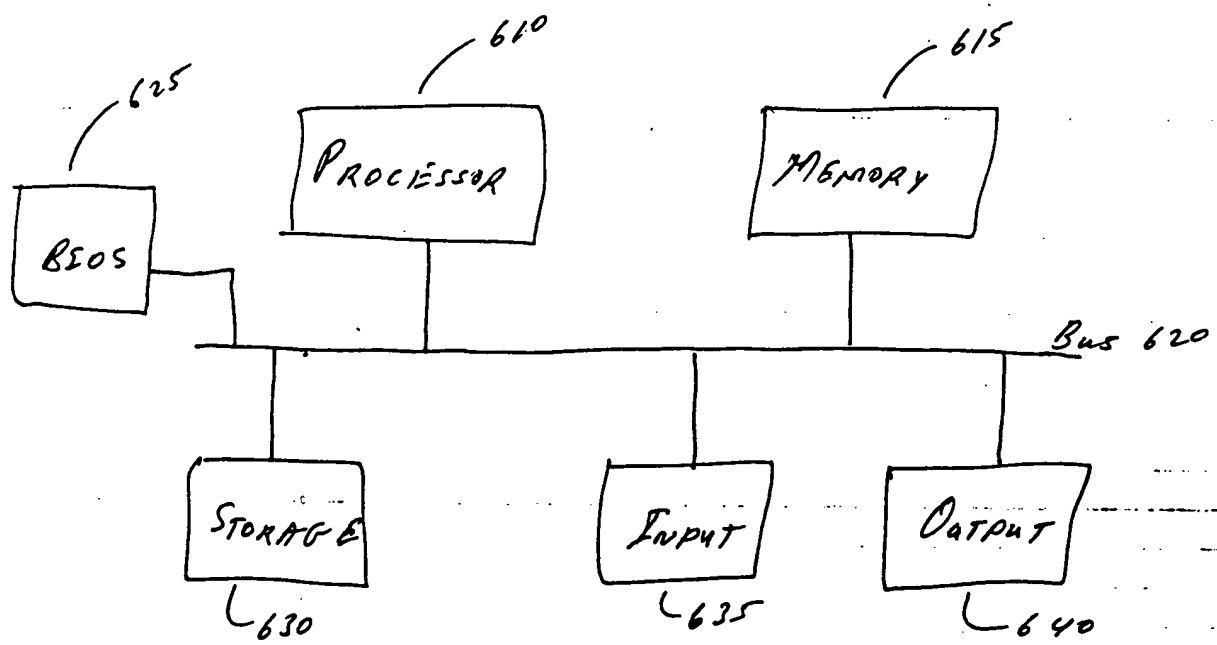 610
615
625
PROCESSOR
MEMORY
BIOS
Bus 620
STORAGE
INPUT
OUTPUT
630
635
640